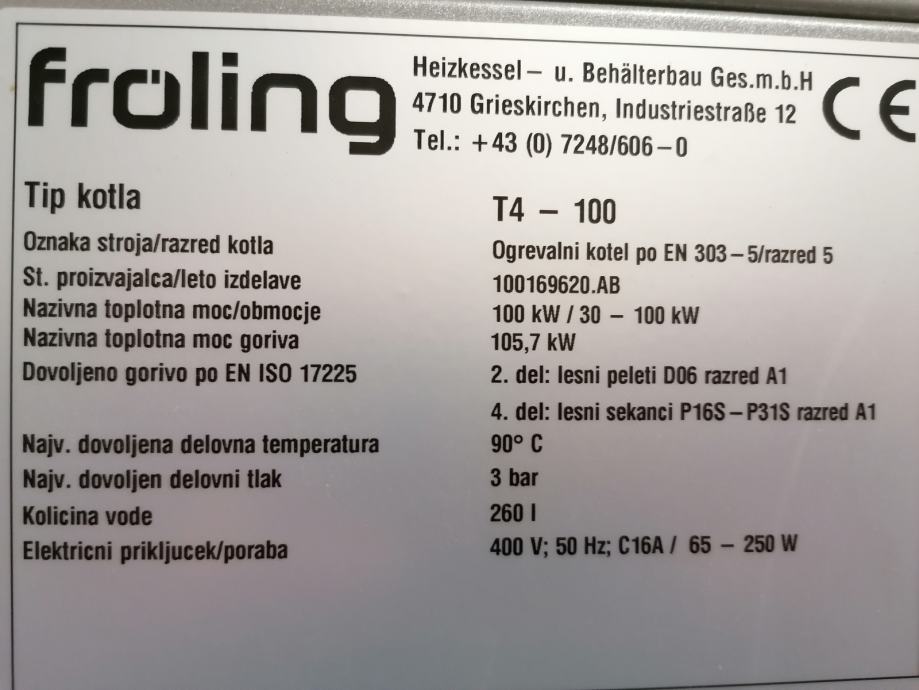 fröling
Heizkessel – u. Behälterbau Ges.m.b.H
4710 Grieskirchen, Industriestraße 12
Tel.: +43 (0) 7248/606 – 0
CE
Tip kotla T4 – 100
Oznaka stroja/razred kotla Ogrevalni kotel po EN 303 – 5/razred 5
St. proizvajalca/leto izdelave 100169620.AB
Nazivna toplotna moc/obmocje 100 kW / 30 – 100 kW
Nazivna toplotna moc goriva 105,7 kW
Dovoljeno gorivo po EN ISO 17225 2. del: lesni peleti D06 razred A1
4. del: lesni sekanci P16S – P31S razred A1
Najv. dovoljena delovna temperatura 90° C
Najv. dovoljen delovni tlak 3 bar
Kolicina vode 260 l
Elektricni prikljucek/poraba 400 V; 50 Hz; C16A / 65 – 250 W